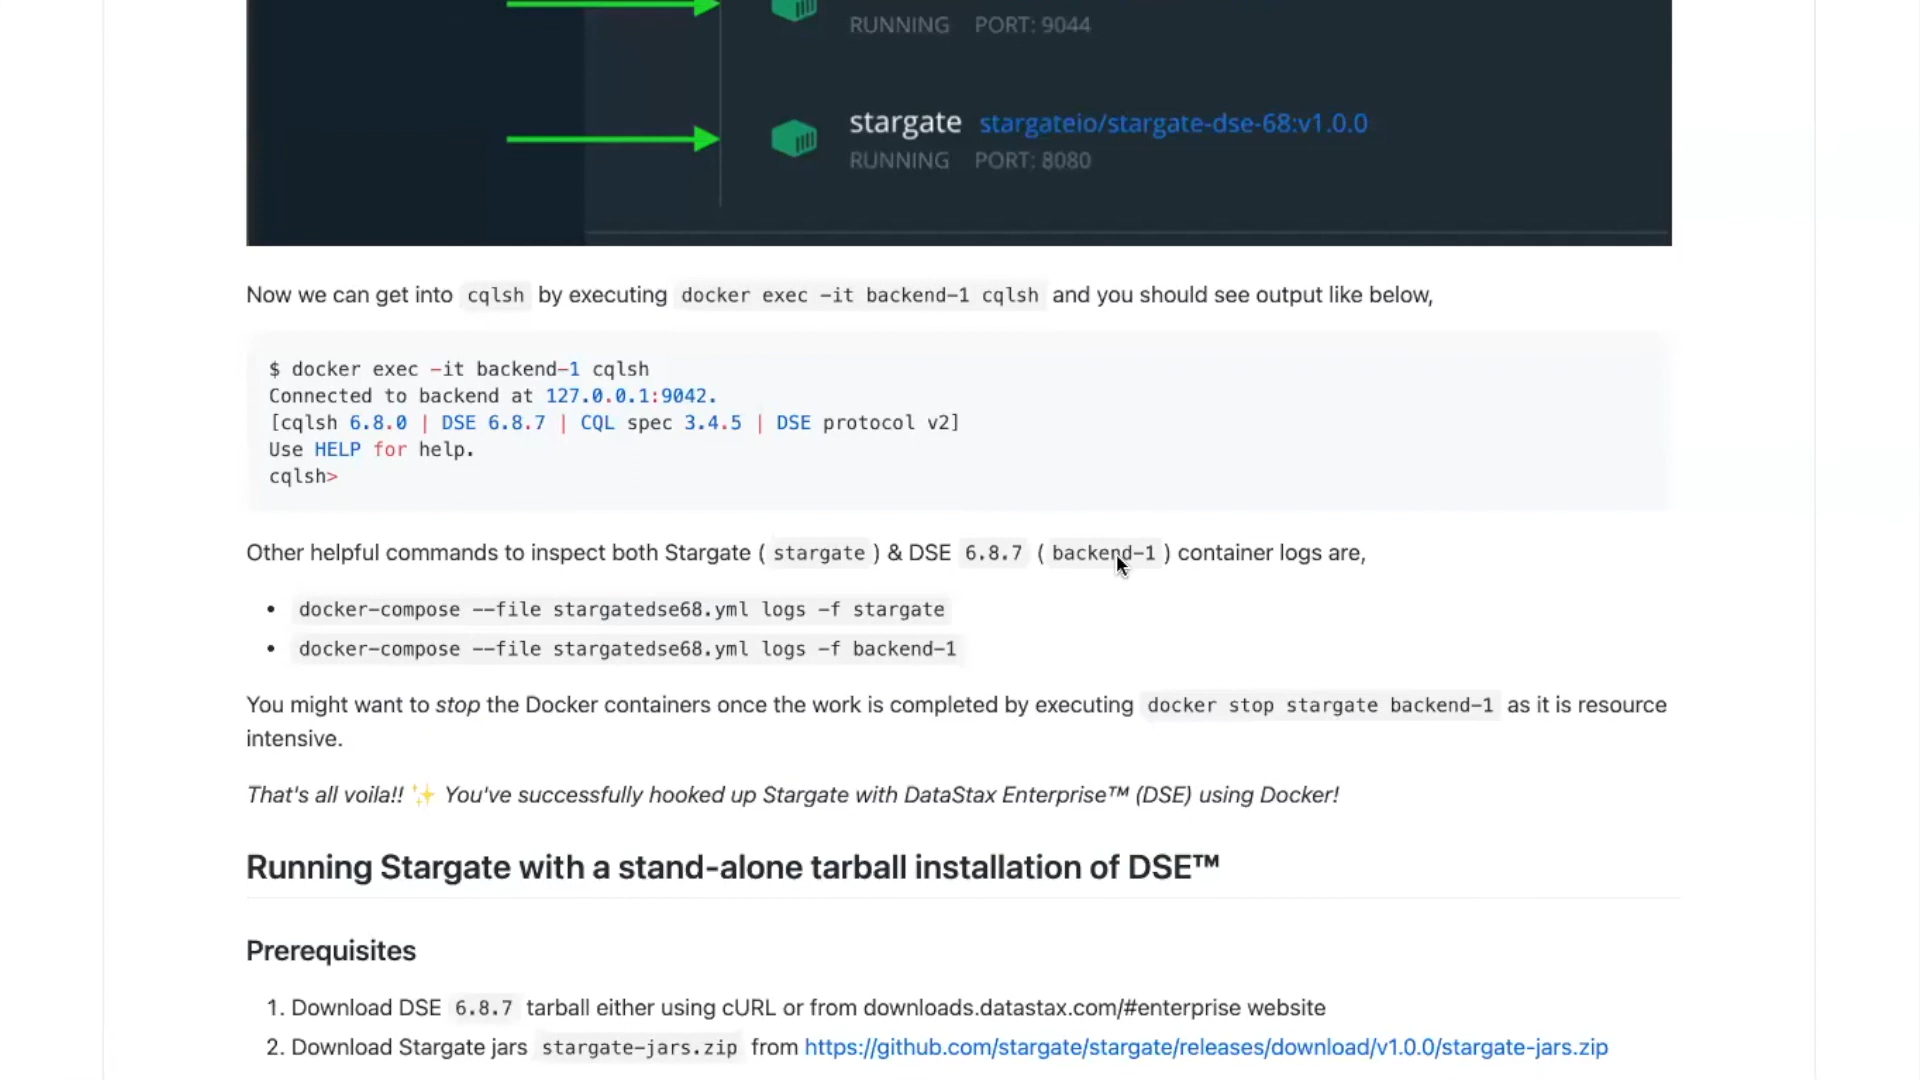 RUNNING PORT: 9044
stargate stargateio/stargate-dse-68:v1.0.0
RUNNING PORT: 8080
Now we can get into cqlsh by executing docker exec -it backend-1 cqlsh and you should see output like below,
$ docker exec -it backend-1 cqlsh
Connected to backend at 127.0.0.1:9042.
[cqlsh 6.8.0 | DSE 6.8.7 | CQL spec 3.4.5 | DSE protocol v2]
Use HELP for help.
cqlsh>
Other helpful commands to inspect both Stargate ( stargate ) & DSE 6.8.7 ( backend-1 ) container logs are,
• docker-compose --file stargatedse68.yml logs -f stargate
• docker-compose --file stargatedse68.yml logs -f backend-1
You might want to stop the Docker containers once the work is completed by executing docker stop stargate backend-1 as it is resource
intensive.
That's all voila!! ✨ You've successfully hooked up Stargate with DataStax Enterprise™ (DSE) using Docker!
Running Stargate with a stand-alone tarball installation of DSE™
Prerequisites
1. Download DSE 6.8.7 tarball either using cURL or from downloads.datastax.com/#enterprise website
2. Download Stargate jars stargate-jars.zip from https://github.com/stargate/stargate/releases/download/v1.0.0/stargate-jars.zip